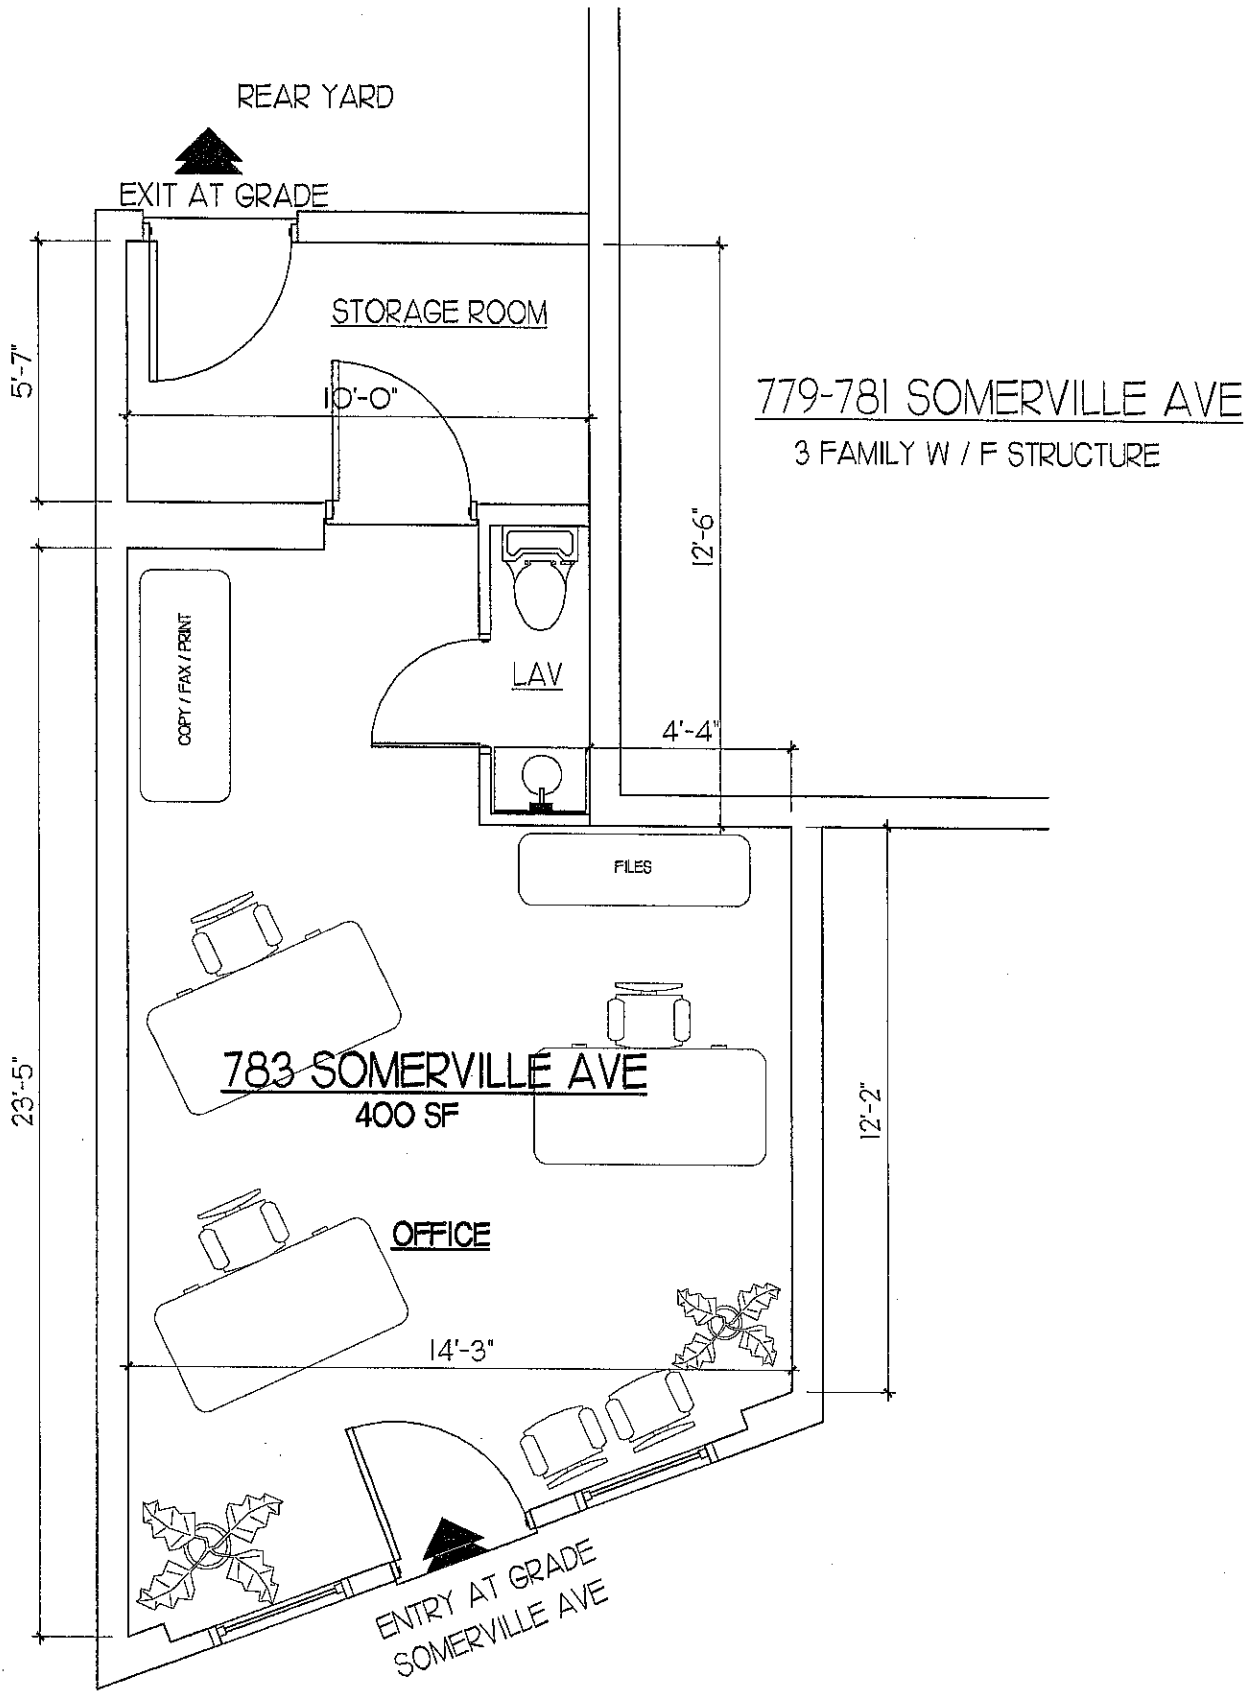 REAR YARD
EXIT AT GRADE
STORAGE ROOM
5'-7"
10'-0"
779-781 SOMERVILLE AVE
3 FAMILY W / F STRUCTURE
12'-6"
COPY / FAX / PRINT
LAV
4'-4"
FILES
783 SOMERVILLE AVE
400 SF
23'-5"
12'-2"
OFFICE
14'-3"
ENTRY AT GRADE
SOMERVILLE AVE